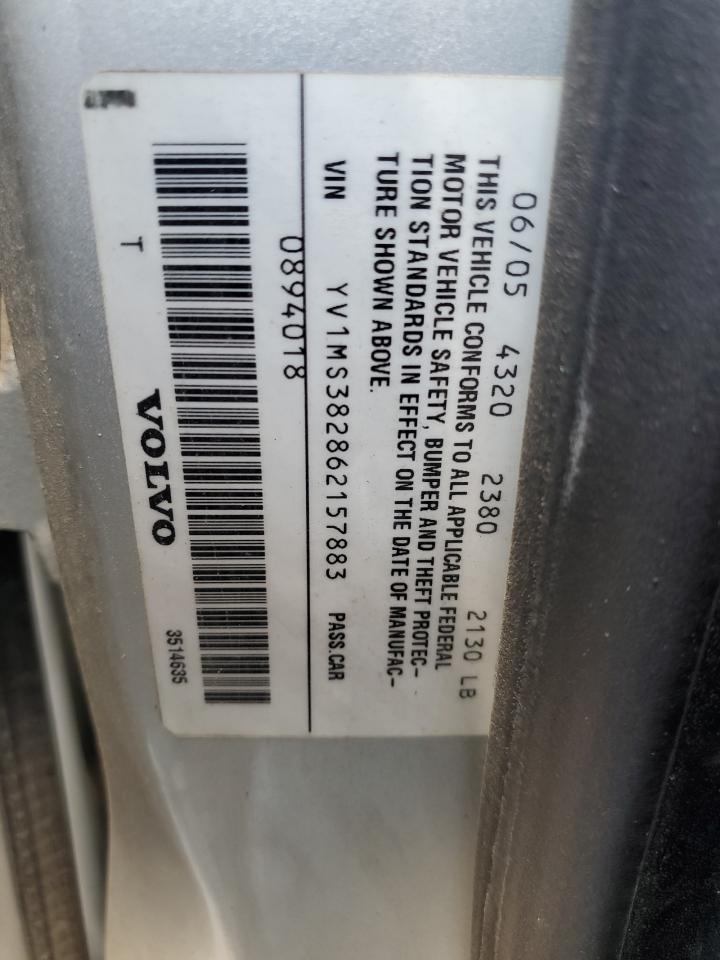 06/05 4320 2380 2130 LB
THIS VEHICLE CONFORMS TO ALL APPLICABLE FEDERAL
MOTOR VEHICLE SAFETY, BUMPER AND THEFT PROTEC-
TION STANDARDS IN EFFECT ON THE DATE OF MANUFAC-
TURE SHOWN ABOVE.
VIN YV1MS382862157883 PASS.CAR
0894018
T VOLVO 3514635